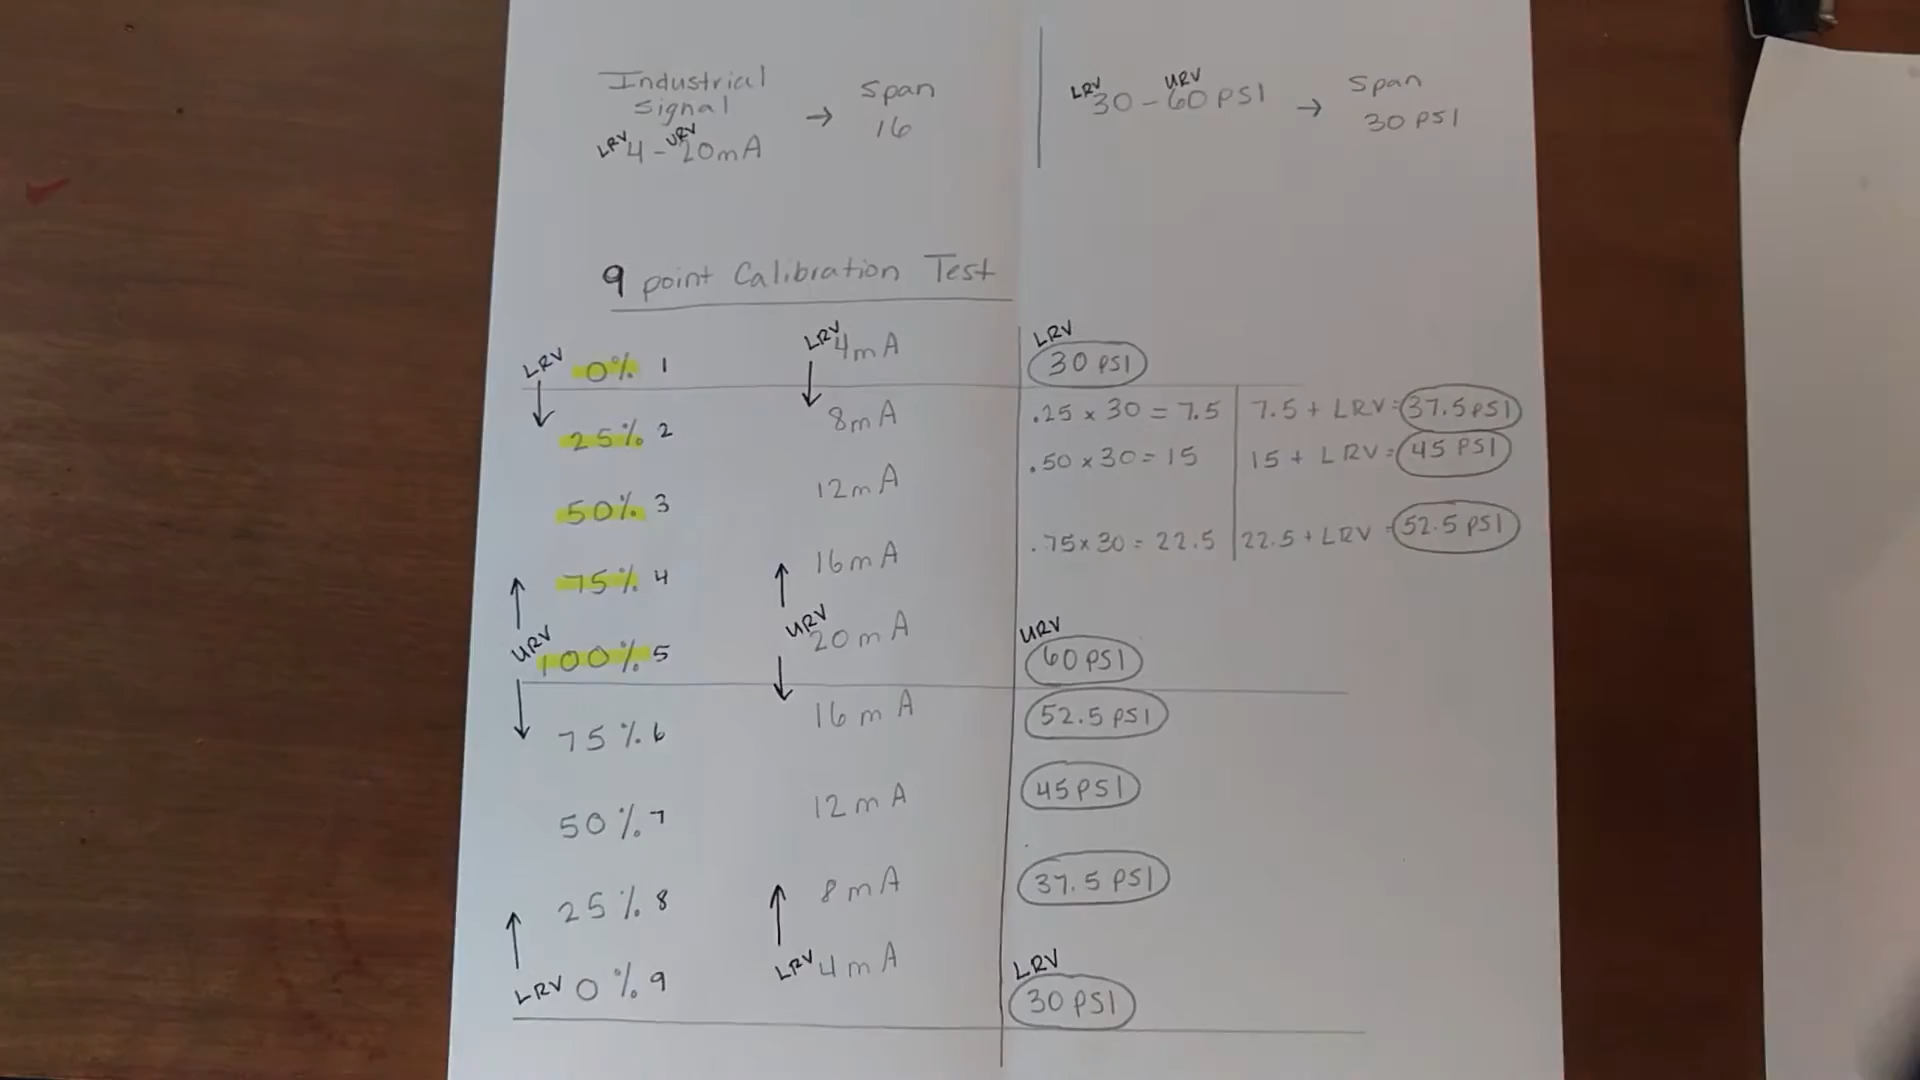 Industrial
Signal
LRV 4 - URV 20mA → Span 16
LRV 30 - URV 60 PSI → Span 30 PSI
9 point Calibration Test
LRV 0% 1 LRV 4mA LRV 30 PSI
25% 2 8mA .25 x 30 = 7.5 7.5 + LRV = 37.5 PSI
50% 3 12mA .50 x 30 = 15 15 + LRV = 45 PSI
75% 4 16mA .75 x 30 = 22.5 22.5 + LRV = 52.5 PSI
URV 100% 5 URV 20mA URV 60 PSI
75% 6 16mA 52.5 PSI
50% 7 12mA 45 PSI
25% 8 8mA 37.5 PSI
LRV 0% 9 LRV 4mA LRV 30 PSI